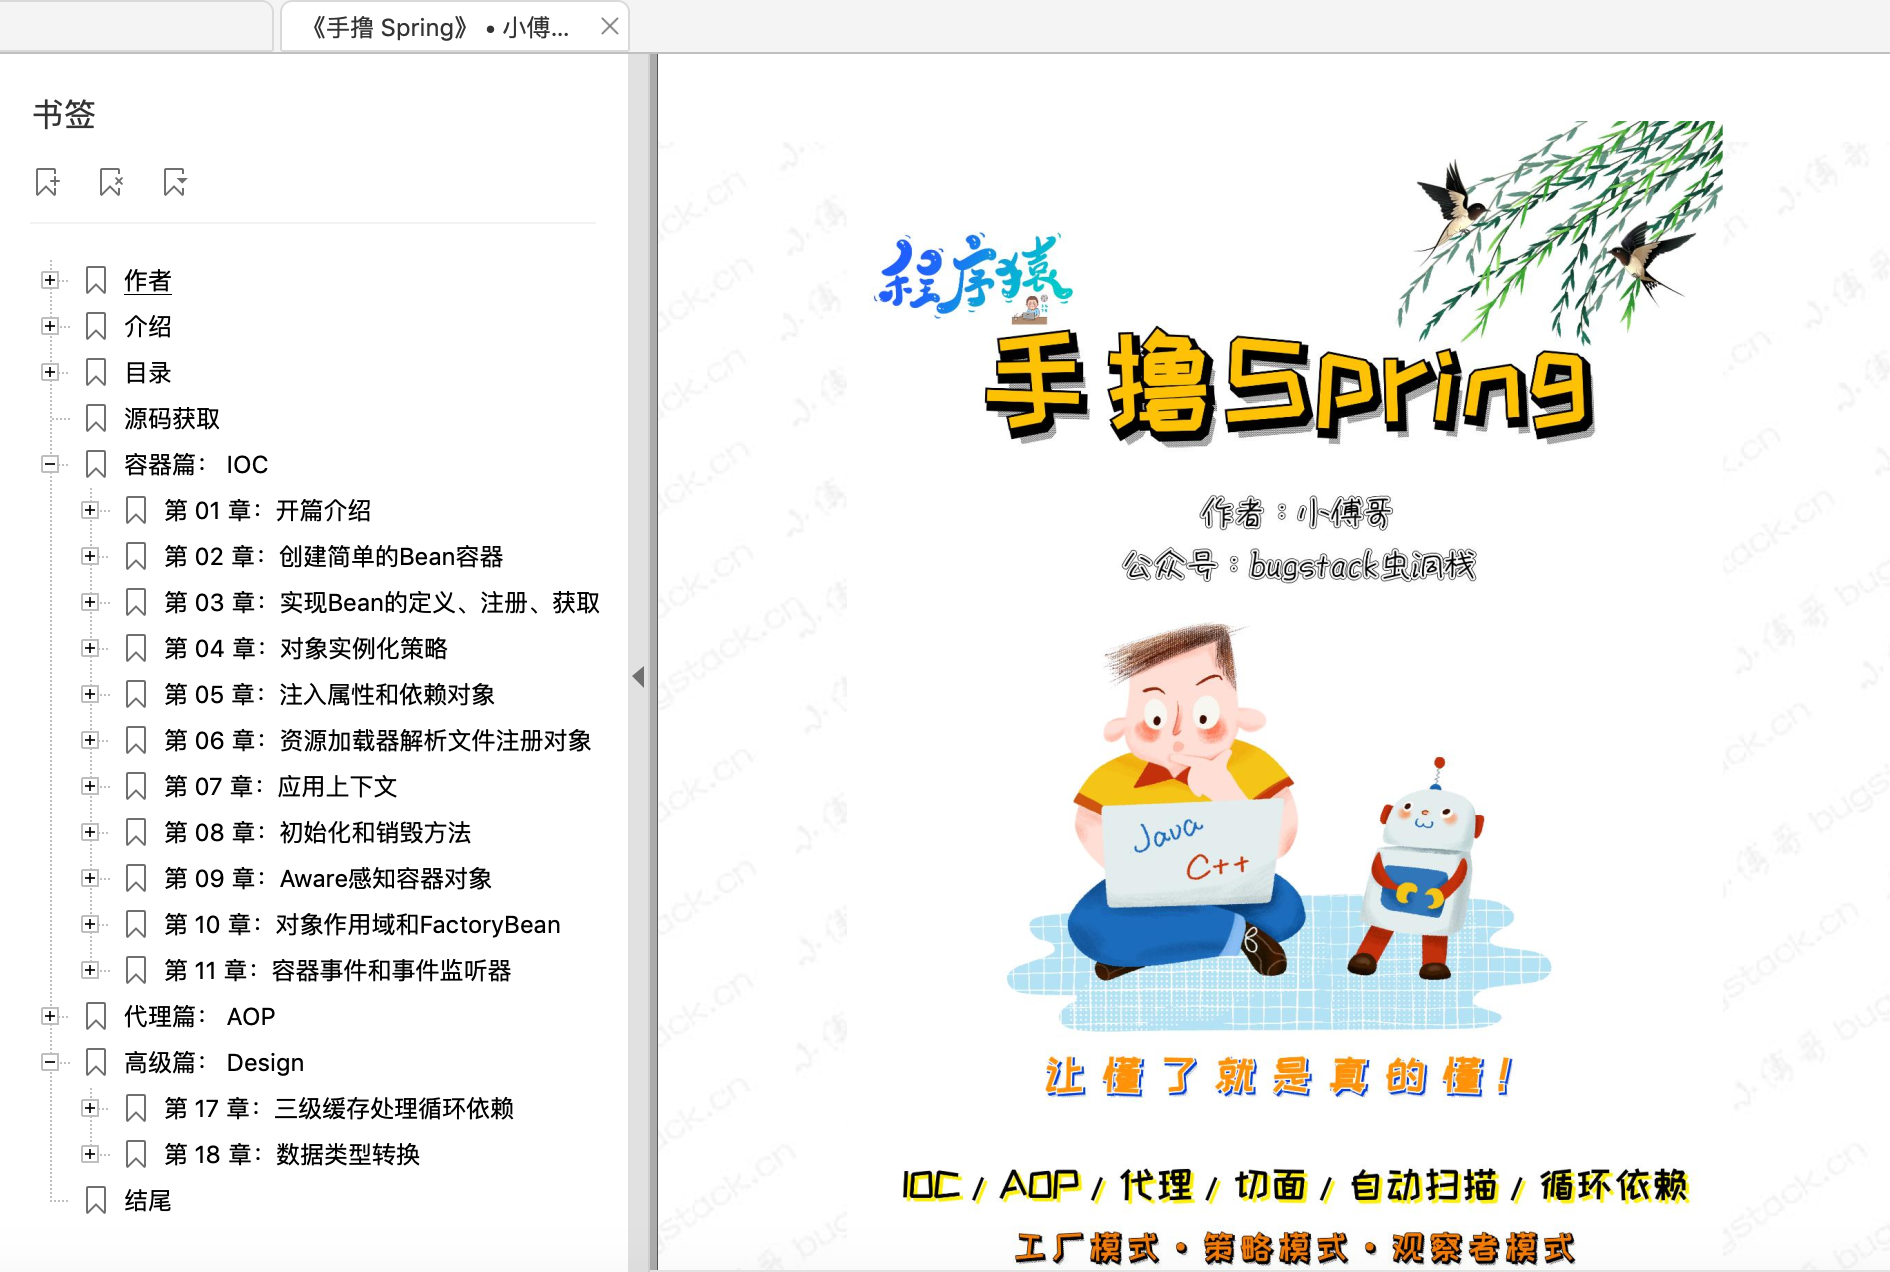 《手撸 Spring》 • 小傅...
书签
作者
介绍
目录
源码获取
容器篇： IOC
第 01 章：开篇介绍
第 02 章：创建简单的Bean容器
第 03 章：实现Bean的定义、注册、获取
第 04 章：对象实例化策略
第 05 章：注入属性和依赖对象
第 06 章：资源加载器解析文件注册对象
第 07 章：应用上下文
第 08 章：初始化和销毁方法
第 09 章：Aware感知容器对象
第 10 章：对象作用域和FactoryBean
第 11 章：容器事件和事件监听器
代理篇： AOP
高级篇： Design
第 17 章：三级缓存处理循环依赖
第 18 章：数据类型转换
结尾
程序猿
手撸Spring
作者：小傅哥
公众号：bugstack虫洞栈
Java
C++
让懂了就是真的懂！
IOC / AOP / 代理 / 切面 / 自动扫描 / 循环依赖
工厂模式·策略模式·观察者模式